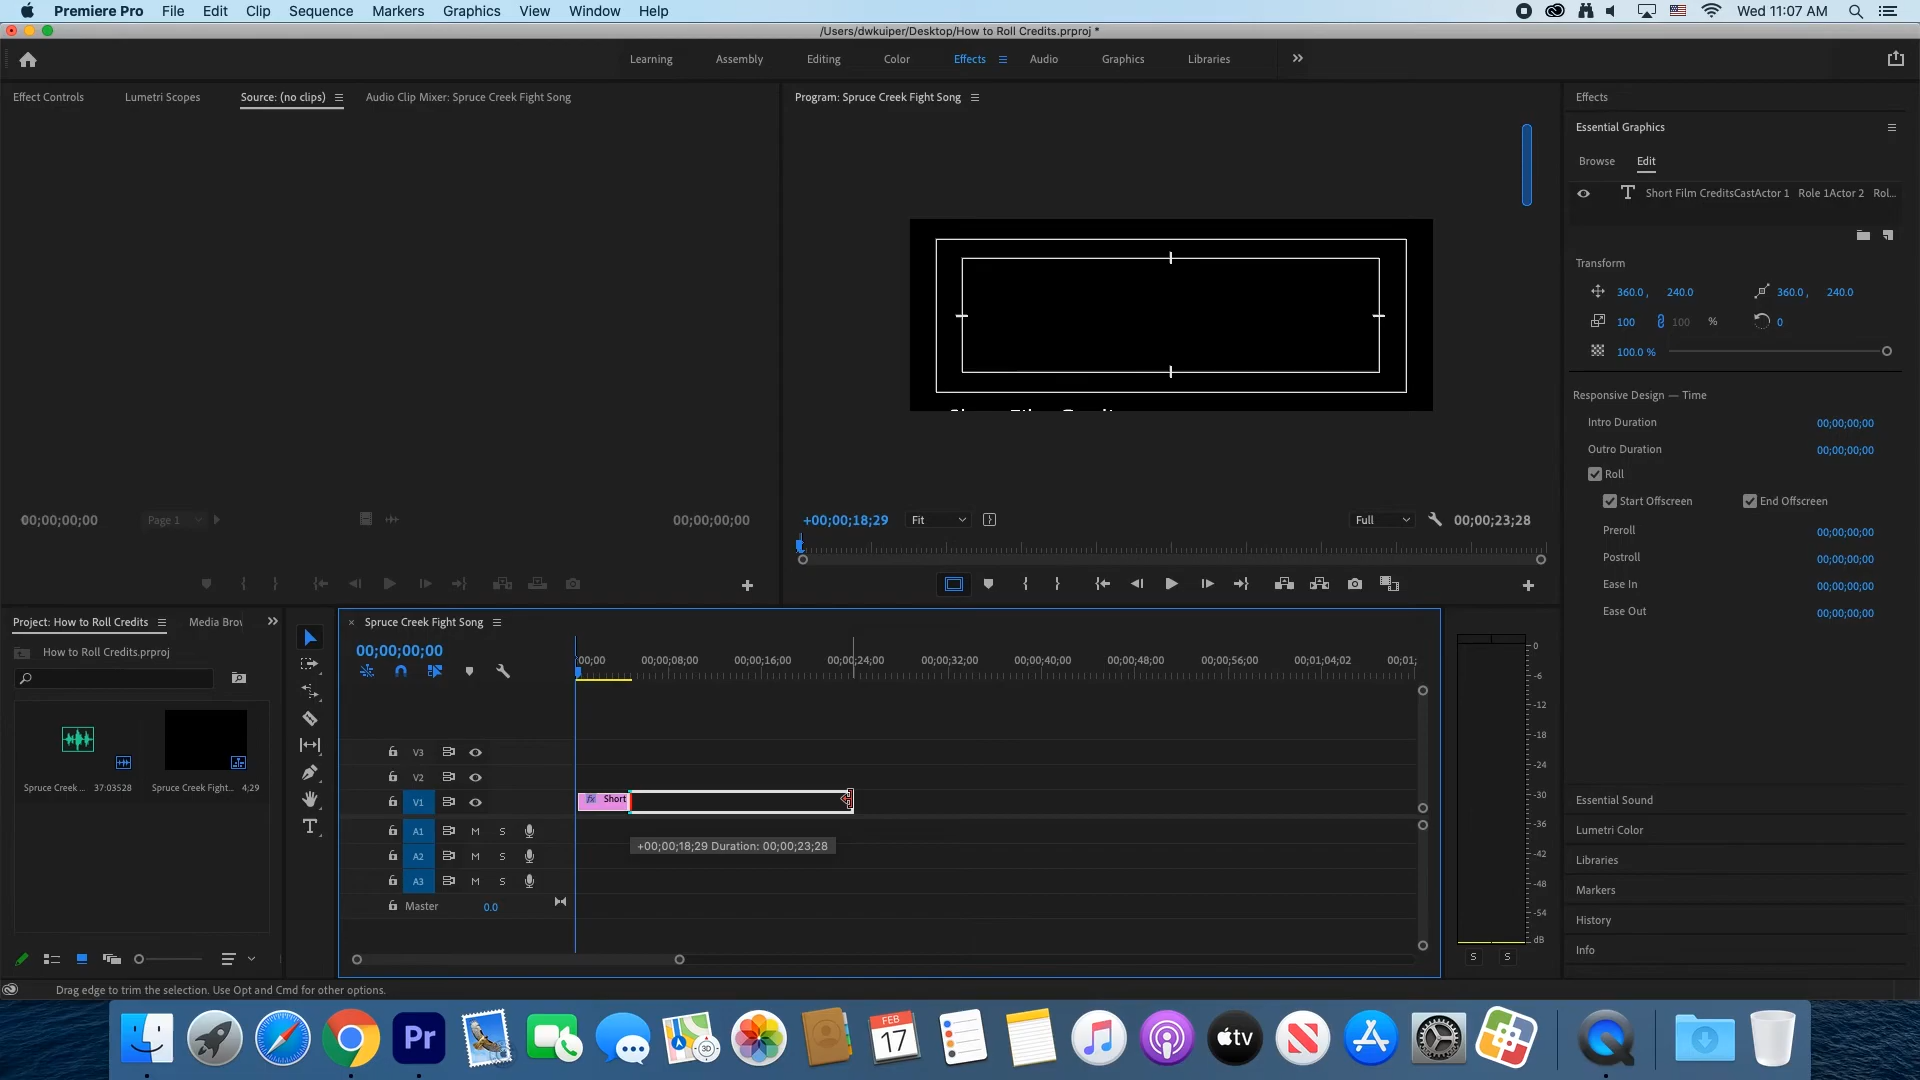 Premiere Pro File Edit Clip Sequence Markers Graphics View Window Help
Wed 11:07 AM
/Users/dwkuiper/Desktop/How to Roll Credits.prproj *
Learning Assembly Editing Color Effects Audio Graphics Libraries
Effect Controls Lumetri Scopes Source: (no clips) Audio Clip Mixer: Spruce Creek Fight Song
Program: Spruce Creek Fight Song
Effects
Essential Graphics
Browse Edit
Short Film CreditsCastActor 1 Role 1Actor 2 Rol...
Transform
360.0 , 240.0 360.0 , 240.0
100 100 % 0
100.0 %
Responsive Design — Time
Intro Duration 00;00;00;00
Outro Duration 00;00;00;00
Roll
Start Offscreen End Offscreen
Preroll 00;00;00;00
Postroll 00;00;00;00
Ease In 00;00;00;00
Ease Out 00;00;00;00
00;00;00;00 Page 1 00;00;00;00
+00;00;18;29 Fit Full 00;00;23;28
Project: How to Roll Credits Media Brow
How to Roll Credits.prproj
Spruce Creek ... 37:03528 Spruce Creek Fight... 4;29
Spruce Creek Fight Song
00;00;00;00
;00;00 00;00;08;00 00;00;16;00 00;00;24;00 00;00;32;00 00;00;40;00 00;00;48;00 00;00;56;00 00;01;04;02 00;01;
V3
V2
V1
fx Short
+00;00;18;29 Duration: 00;00;23;28
A1 M S
A2 M S
A3 M S
Master 0.0
0
-6
-12
-18
-24
-30
-36
-42
-48
-54
dB
S S
Essential Sound
Lumetri Color
Libraries
Markers
History
Info
Drag edge to trim the selection. Use Opt and Cmd for other options.
Pr
3D
FEB
17
tv